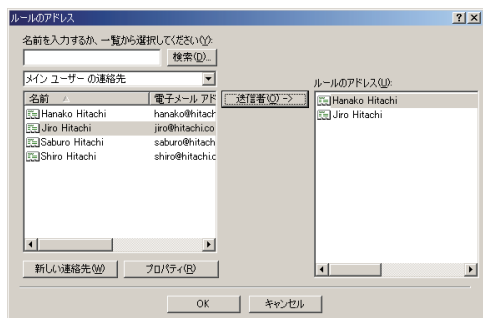 ルールのアドレス
名前を入力するか、一覧から選択してください(Y):
検索(D)...
メイン ユーザー の連絡先
ルールのアドレス(U):
名前 電子メール アド
送信者(O) ->
Hanako Hitachi hanako@hitach
Jiro Hitachi jiro@hitachi.co
Saburo Hitachi saburo@hitach
Shiro Hitachi shiro@hitachi.c
Hanako Hitachi
Jiro Hitachi
新しい連絡先(W)
プロパティ(R)
OK
キャンセル